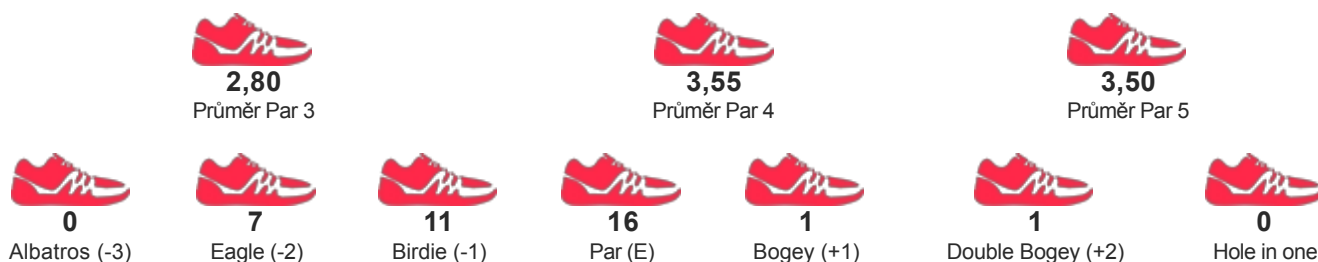 2,80 3,55 3,50
Průměr Par 3 Průměr Par 4 Průměr Par 5
0 7 11 16 1 1 0
Albatros (-3) Eagle (-2) Birdie (-1) Par (E) Bogey (+1) Double Bogey (+2) Hole in one